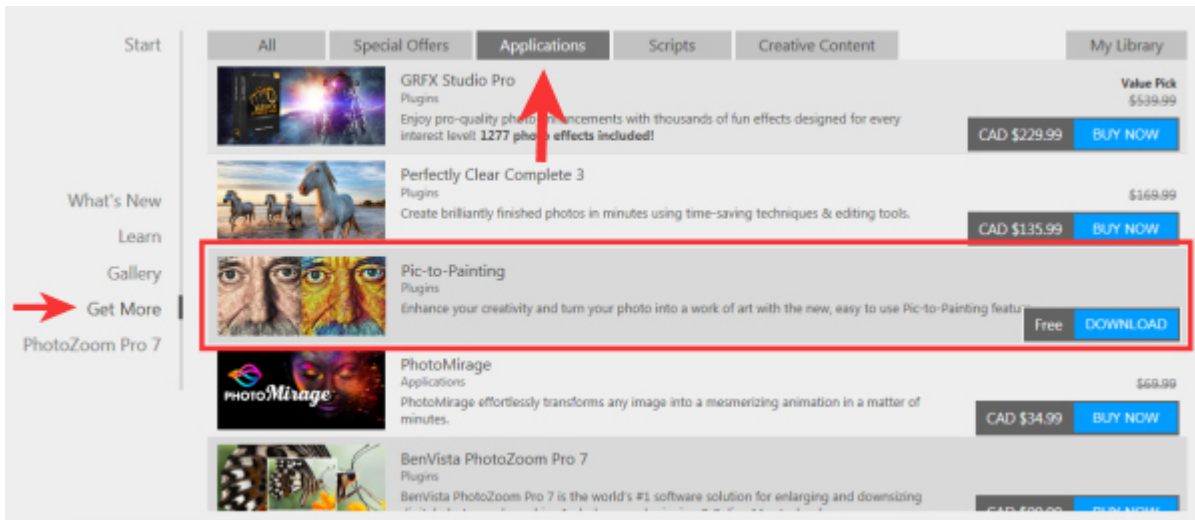 Start
All
Special Offers
Applications
Scripts
Creative Content
My Library
What's New
Learn
Gallery
Get More
PhotoZoom Pro 7
GRFX Studio Pro
Plugins
Enjoy pro-quality photo enhancements with thousands of fun effects designed for every
interest level! 1277 photo effects included!
Value Pick
$539.99
CAD $229.99
BUY NOW
Perfectly Clear Complete 3
Plugins
Create brilliantly finished photos in minutes using time-saving techniques & editing tools.
$169.99
CAD $135.99
BUY NOW
Pic-to-Painting
Plugins
Enhance your creativity and turn your photo into a work of art with the new, easy to use Pic-to-Painting featu
Free
DOWNLOAD
PHOTO Mirage
PhotoMirage
Applications
PhotoMirage effortlessly transforms any image into a mesmerizing animation in a matter of
minutes.
$69.99
CAD $34.99
BUY NOW
BenVista PhotoZoom Pro 7
Plugins
BenVista PhotoZoom Pro 7 is the world's #1 software solution for enlarging and downsizing
BUY NOW